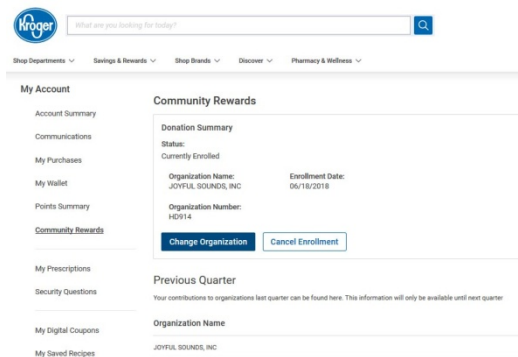 Kroger
What are you looking for today?
Shop Departments Savings & Rewards Shop Brands Discover Pharmacy & Wellness
My Account
Account Summary
Communications
My Purchases
My Wallet
Points Summary
Community Rewards
My Prescriptions
Security Questions
My Digital Coupons
My Saved Recipes
Community Rewards
Donation Summary
Status:
Currently Enrolled
Organization Name: Enrollment Date:
JOYFUL SOUNDS, INC 06/18/2018
Organization Number:
HD914
Change Organization Cancel Enrollment
Previous Quarter
Your contributions to organizations last quarter can be found here. This information will only be available until next quarter
Organization Name
JOYFUL SOUNDS, INC